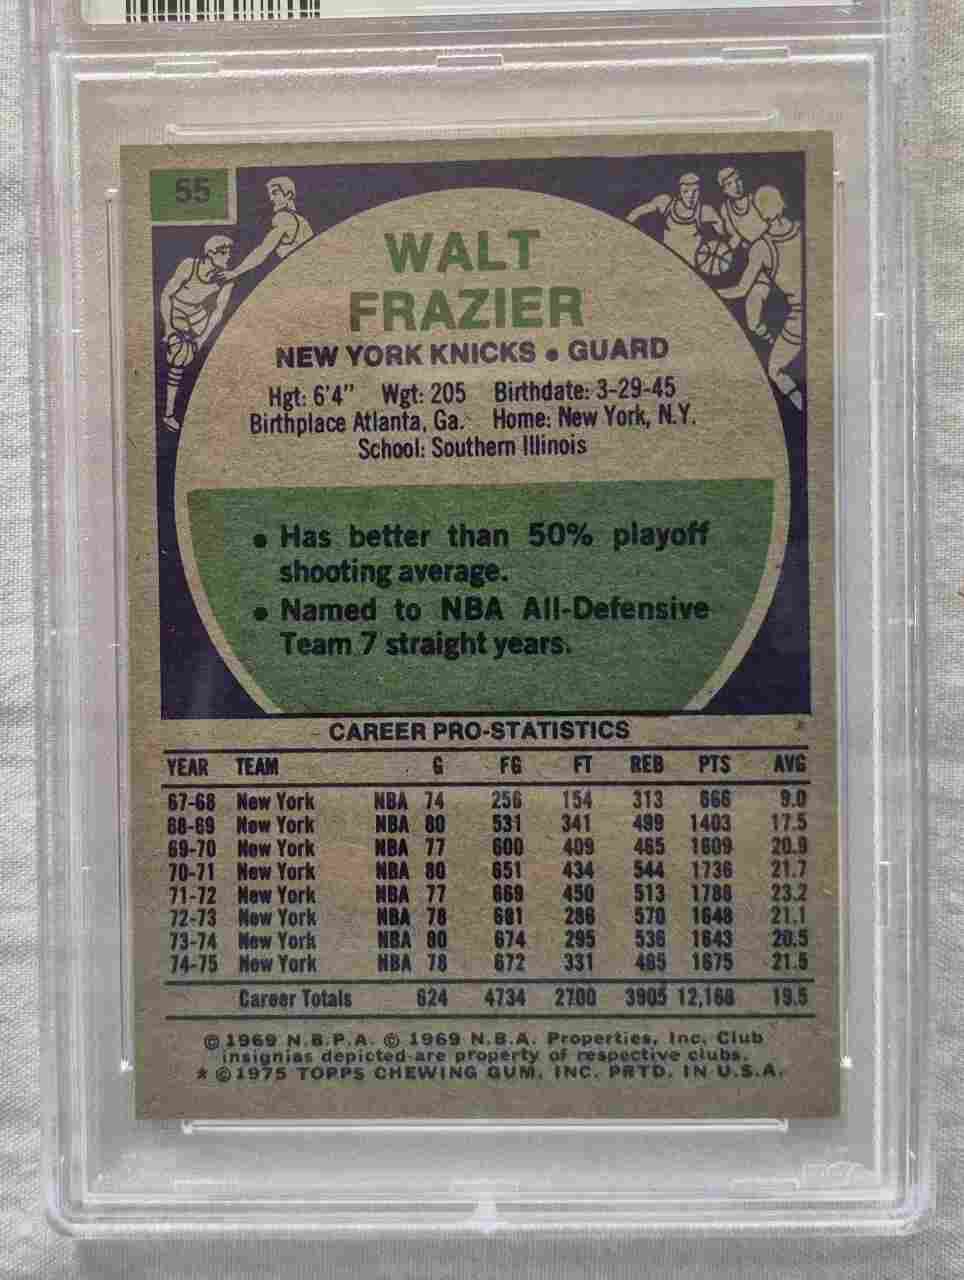 55
WALT
FRAZIER
NEW YORK KNICKS • GUARD
Hgt: 6'4" Wgt: 205 Birthdate: 3-29-45
Birthplace Atlanta, Ga. Home: New York, N.Y.
School: Southern Illinois
• Has better than 50% playoff
shooting average.
• Named to NBA All-Defensive
Team 7 straight years.
CAREER PRO-STATISTICS
YEAR TEAM G FG FT REB PTS AVG
67-68 New York NBA 74 256 154 313 666 9.0
68-69 New York NBA 80 531 341 499 1403 17.5
69-70 New York NBA 77 600 409 465 1609 20.9
70-71 New York NBA 80 651 434 544 1736 21.7
71-72 New York NBA 77 669 450 513 1788 23.2
72-73 New York NBA 78 681 286 570 1648 21.1
73-74 New York NBA 80 674 295 536 1643 20.5
74-75 New York NBA 78 672 331 465 1675 21.5
Career Totals 624 4734 2700 3905 12,168 19.5
© 1969 N.B.P.A. © 1969 N.B.A. Properties, Inc. Club
insignias depicted are property of respective clubs.
* © 1975 TOPPS CHEWING GUM, INC. PRTD. IN U.S.A.